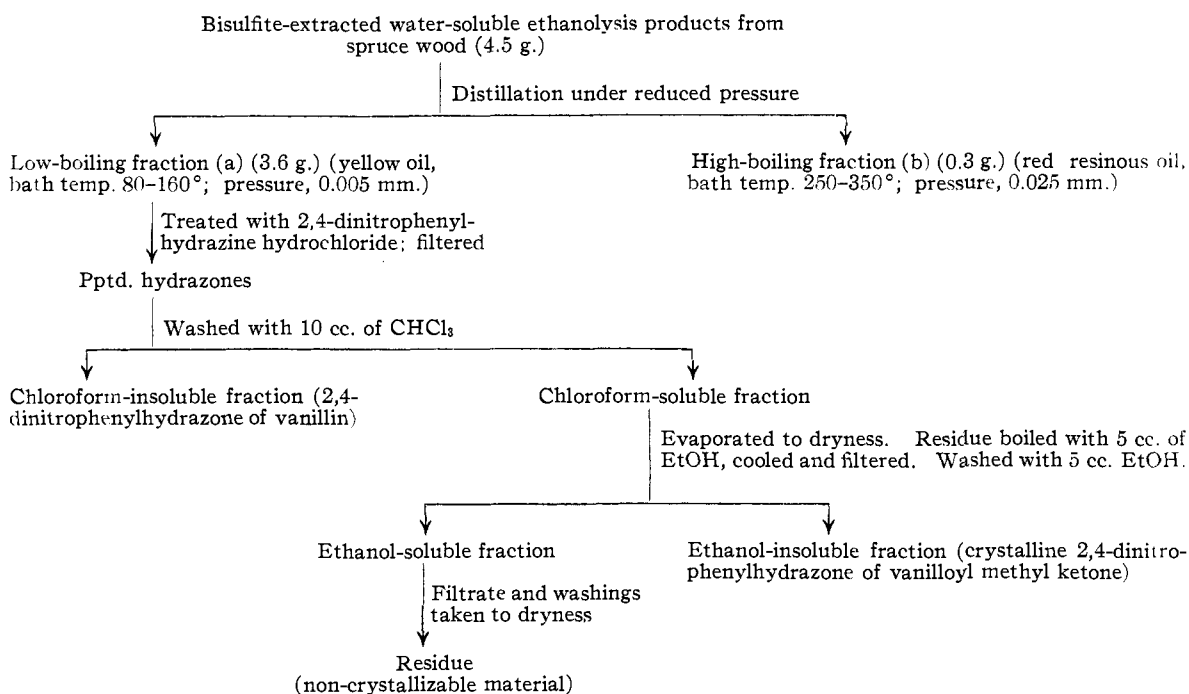 Bisulfite-extracted water-soluble ethanolysis products from
spruce wood (4.5 g.)
Distillation under reduced pressure
Low-boiling fraction (a) (3.6 g.) (yellow oil,
bath temp. 80–160°; pressure, 0.005 mm.)
High-boiling fraction (b) (0.3 g.) (red resinous oil,
bath temp. 250–350°; pressure, 0.025 mm.)
Treated with 2,4-dinitrophenyl-
hydrazine hydrochloride; filtered
Pptd. hydrazones
Washed with 10 cc. of CHCl₃
Chloroform-insoluble fraction (2,4-
dinitrophenylhydrazone of vanillin)
Chloroform-soluble fraction
Evaporated to dryness. Residue boiled with 5 cc. of
EtOH, cooled and filtered. Washed with 5 cc. EtOH.
Ethanol-soluble fraction
Ethanol-insoluble fraction (crystalline 2,4-dinitro-
phenylhydrazone of vanilloyl methyl ketone)
Filtrate and washings
taken to dryness
Residue
(non-crystallizable material)